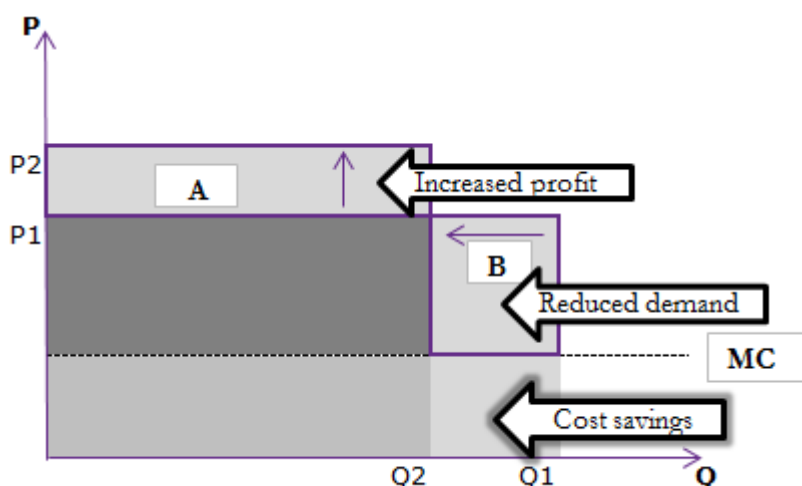 P
P2
A
Increased profit
P1
B
Reduced demand
MC
Cost savings
Q2
Q1
Q